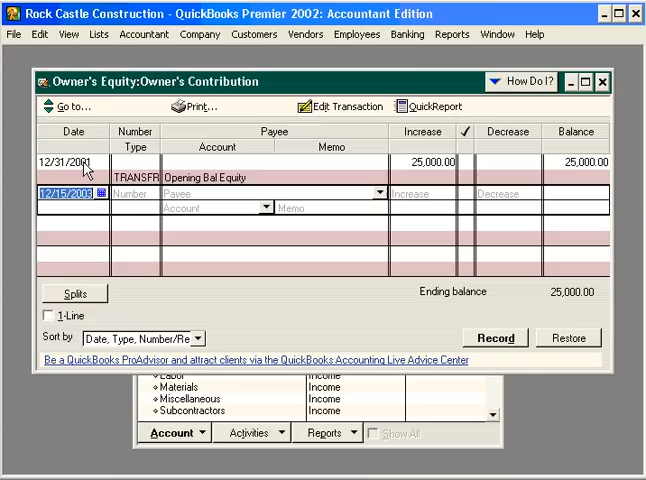 Rock Castle Construction - QuickBooks Premier 2002: Accountant Edition
File Edit View Lists Accountant Company Customers Vendors Employees Banking Reports Window Help
Owner's Equity:Owner's Contribution How Do I?
Go to... Print... Edit Transaction QuickReport
Date Number Payee Increase ✓ Decrease Balance
Type Account Memo
12/31/2001 25,000.00 25,000.00
TRANSFR Opening Bal Equity
12/15/2003 Number Payee Increase Decrease
Account Memo
Splits Ending balance 25,000.00
1-Line
Sort by Date, Type, Number/Re Record Restore
Be a QuickBooks ProAdvisor and attract clients via the QuickBooks Accounting Live Advice Center
Labor Income
Materials Income
Miscellaneous Income
Subcontractors Income
Account Activities Reports Show All